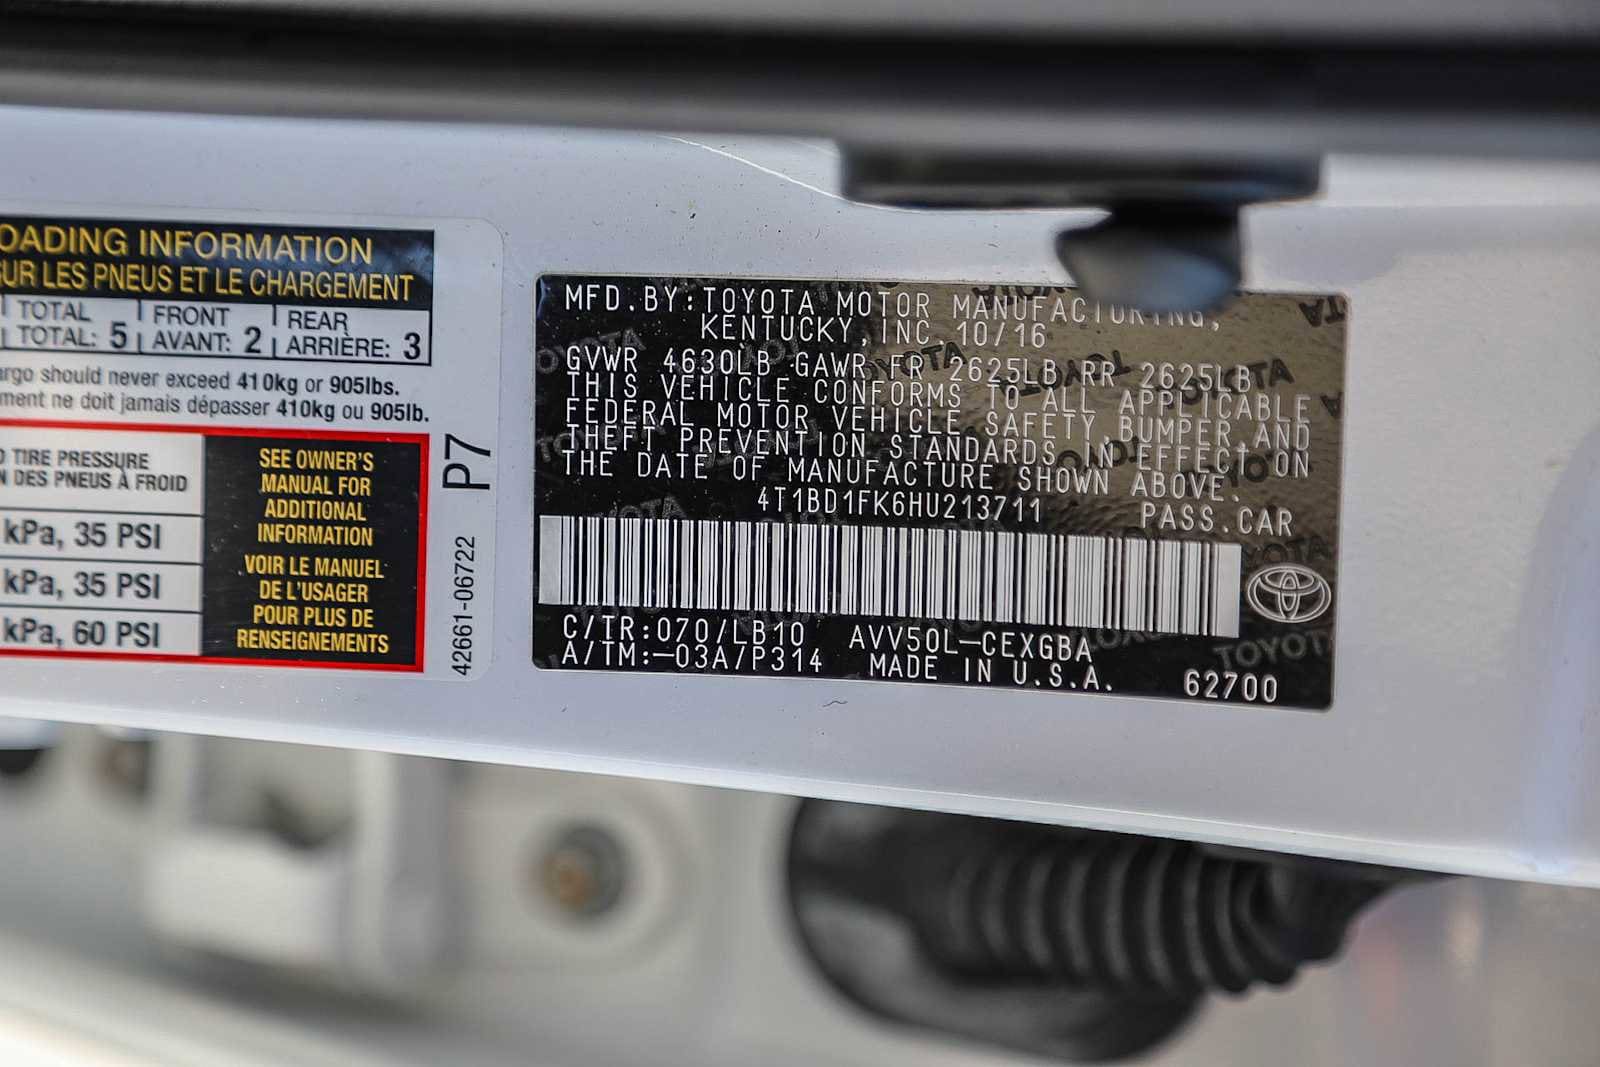 OADING INFORMATION
SUR LES PNEUS ET LE CHARGEMENT
TOTAL FRONT REAR
TOTAL: 5 AVANT: 2 ARRIÈRE: 3
argo should never exceed 410kg or 905lbs.
ment ne doit jamais dépasser 410kg ou 905lb.
TIRE PRESSURE
N DES PNEUS À FROID
kPa, 35 PSI
kPa, 35 PSI
kPa, 60 PSI
SEE OWNER'S
MANUAL FOR
ADDITIONAL
INFORMATION
VOIR LE MANUEL
DE L'USAGER
POUR PLUS DE
RENSEIGNEMENTS
P7
42661-06722
MFD.BY:TOYOTA MOTOR MANUFACTURING,
KENTUCKY,INC.10/16
GVWR 4630LB GAWR FR 2625LB RR 2625LB
THIS VEHICLE CONFORMS TO ALL APPLICABLE
FEDERAL MOTOR VEHICLE SAFETY,BUMPER,AND
THEFT PREVENTION STANDARDS IN EFFECT ON
THE DATE OF MANUFACTURE SHOWN ABOVE.
4T1BD1FK6HU213711 PASS.CAR
C/TR:070/LB10 AVV50L-CEXGBA
A/TM:-03A/P314 MADE IN U.S.A. 62700
TOYOTA